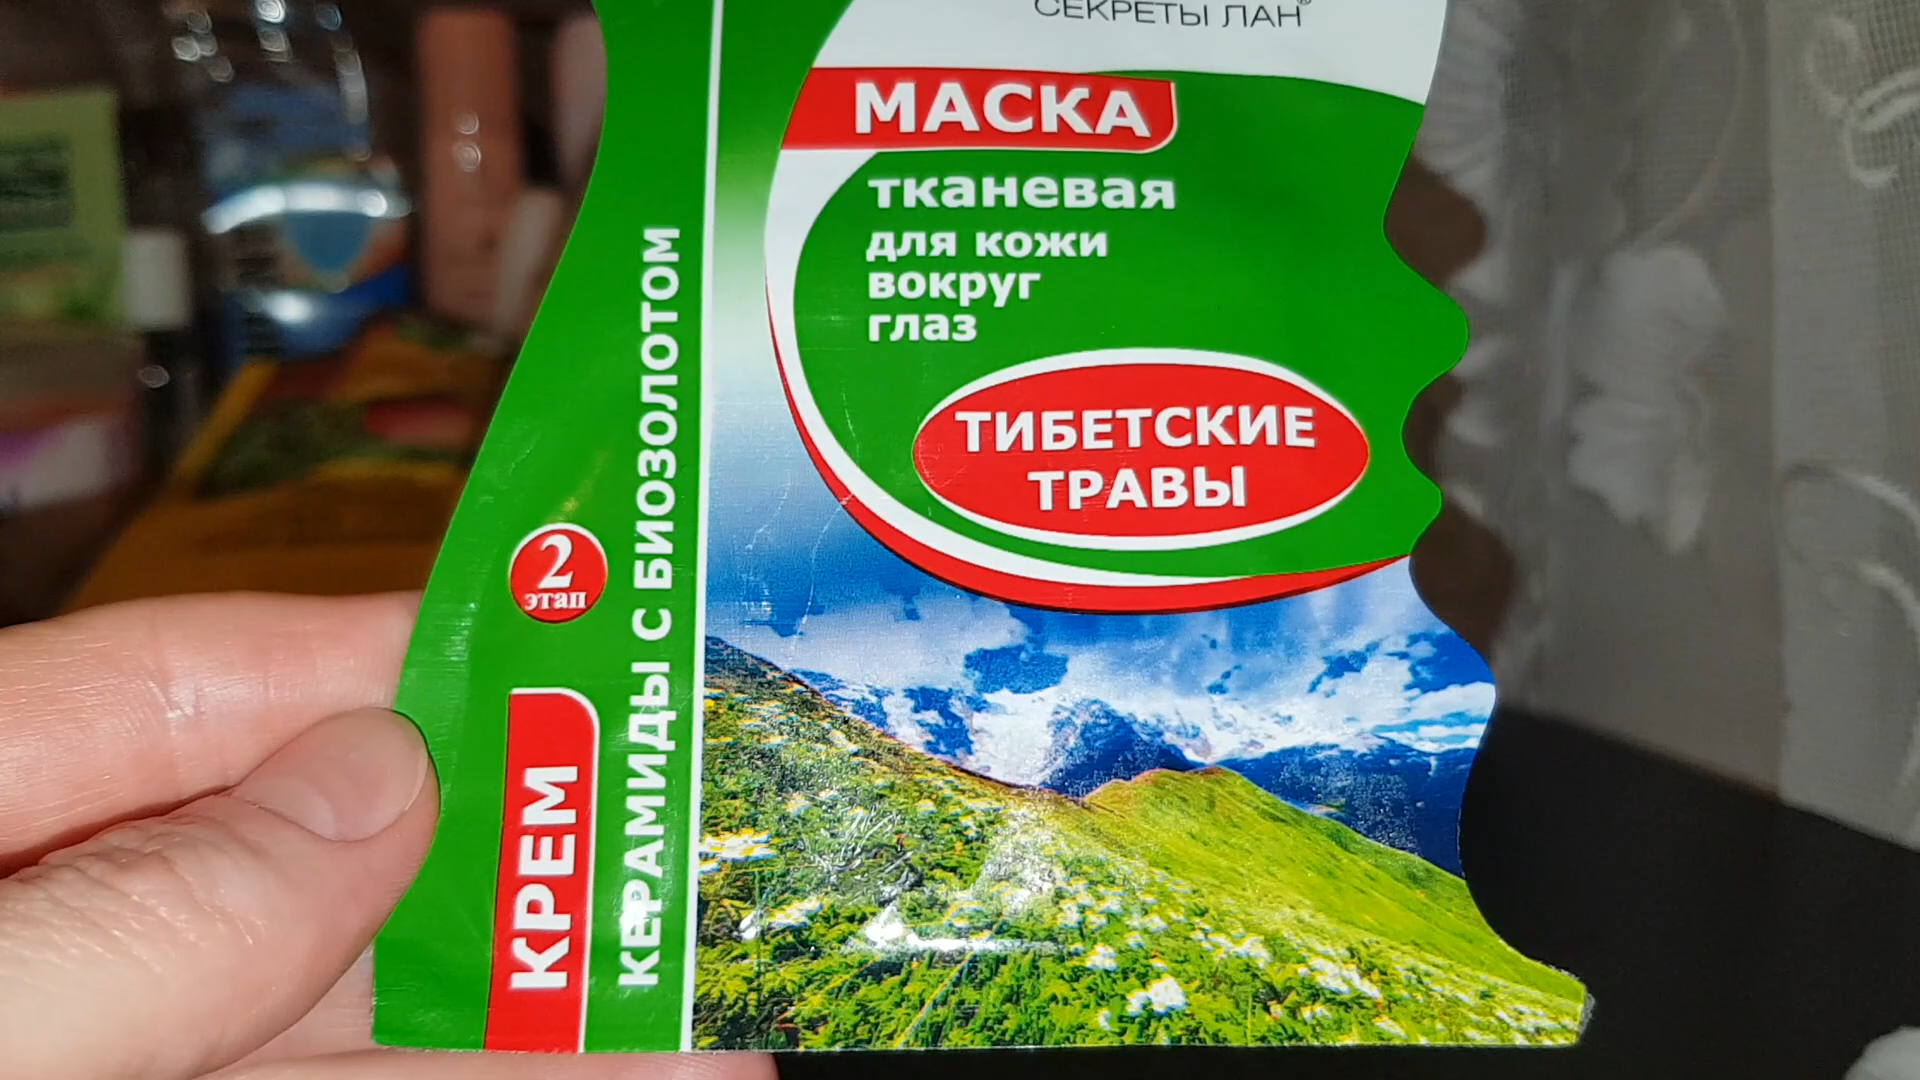 СЕКРЕТЫ ЛАН®
МАСКА
тканевая
для кожи
вокруг
глаз
ТИБЕТСКИЕ
ТРАВЫ
2
этап
КРЕМ
КЕРАМИДЫ С БИОЗОЛОТОМ